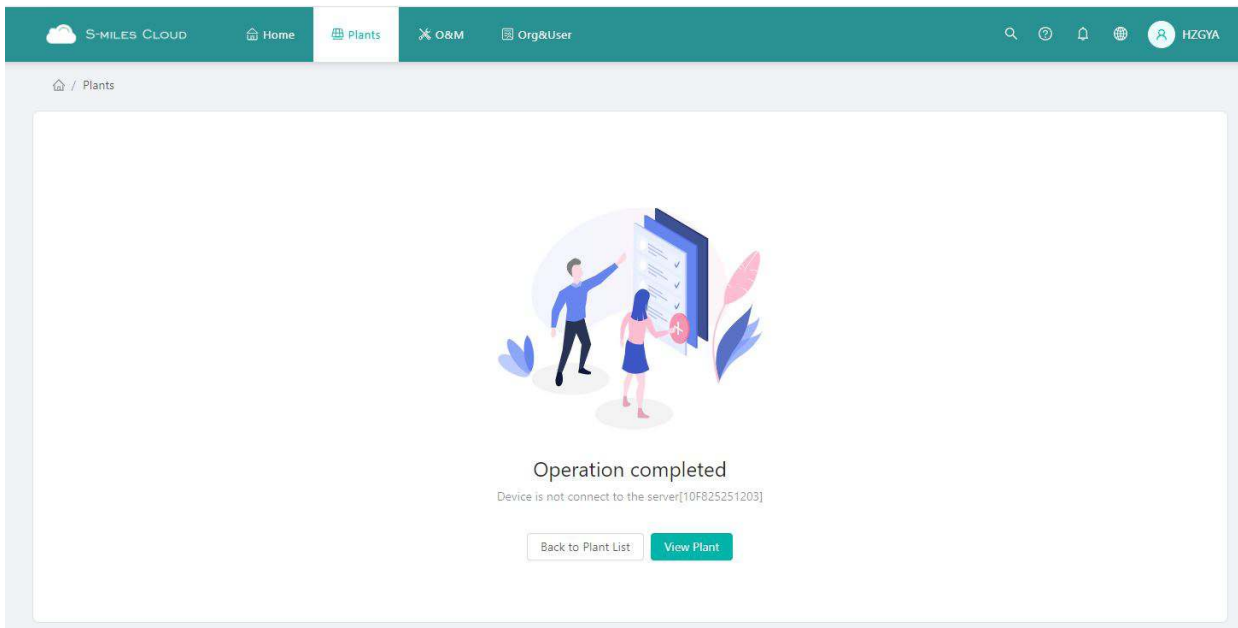 S-MILES CLOUD Home Plants O&M Org&User HZGYA
/ Plants
Operation completed
Device is not connect to the server[10F825251203]
Back to Plant List View Plant